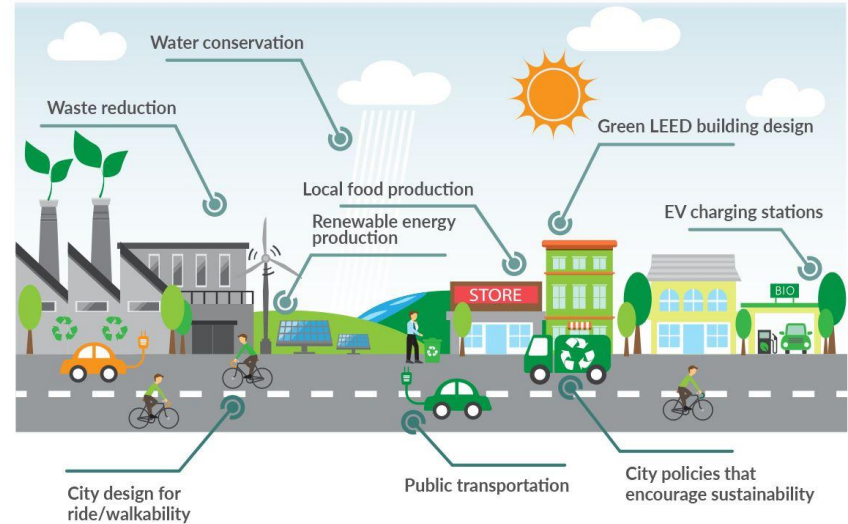 Water conservation
Waste reduction
Green LEED building design
Local food production
Renewable energy
production
EV charging stations
STORE
BIO
City design for
ride/walkability
Public transportation
City policies that
encourage sustainability